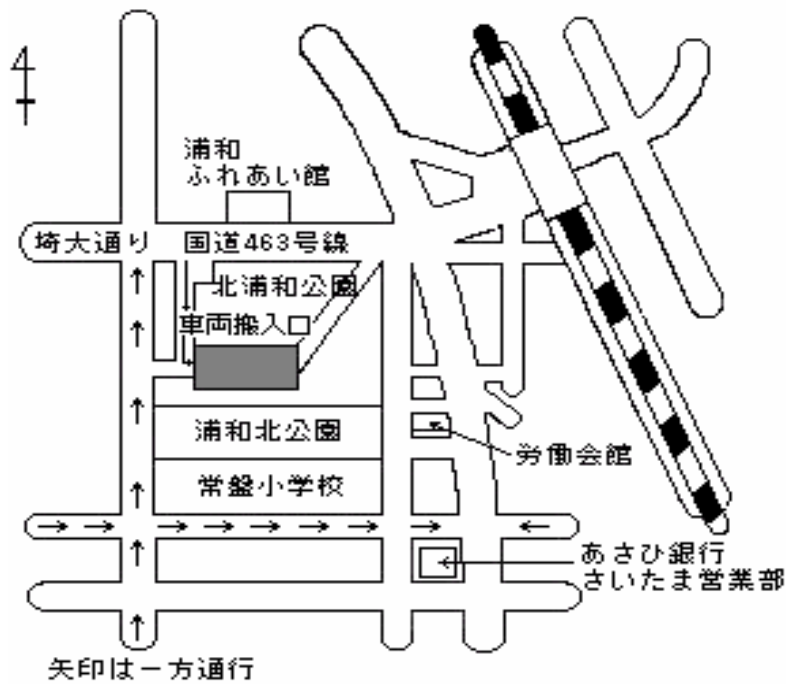 浦和
ふれあい館
埼大通り 国道463号線
北浦和公園
車両搬入口
浦和北公園
労働会館
常盤小学校
あさひ銀行
さいたま営業部
矢印は一方通行